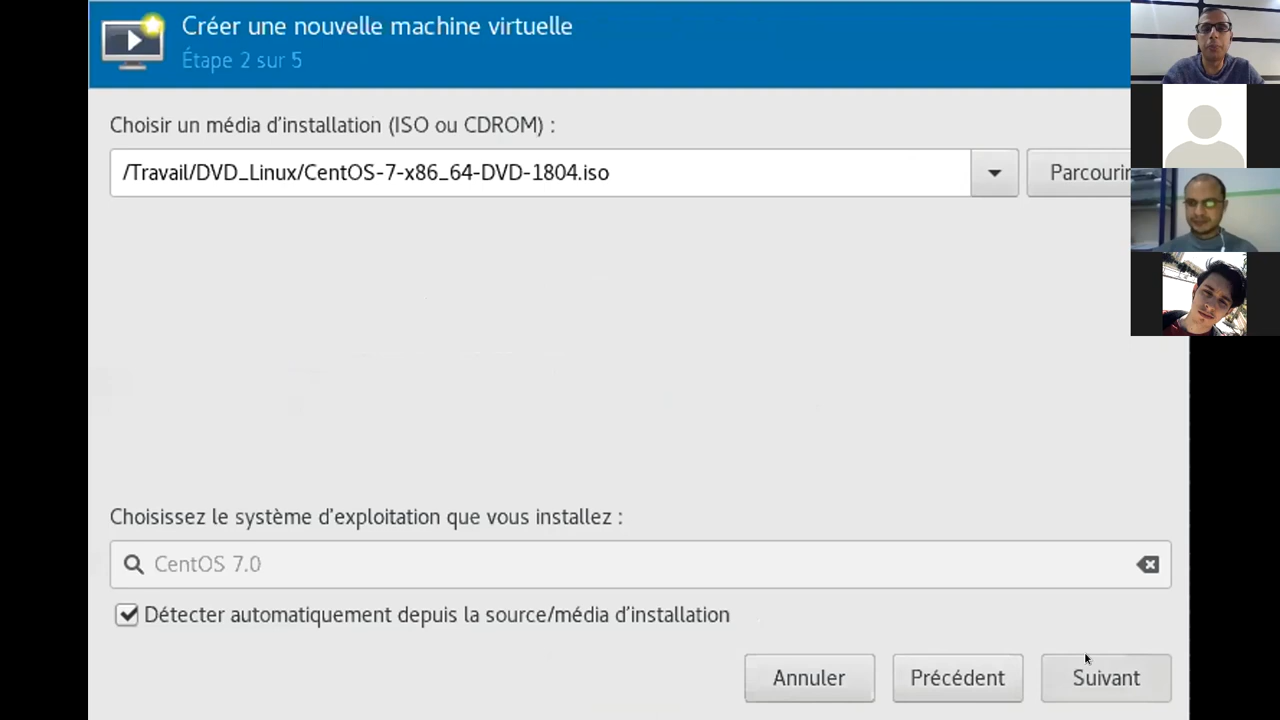 Créer une nouvelle machine virtuelle
Étape 2 sur 5
Choisir un média d'installation (ISO ou CDROM) :
/Travail/DVD_Linux/CentOS-7-x86_64-DVD-1804.iso
Parcourir
Choisissez le système d'exploitation que vous installez :
CentOS 7.0
Détecter automatiquement depuis la source/média d'installation
Annuler
Précédent
Suivant